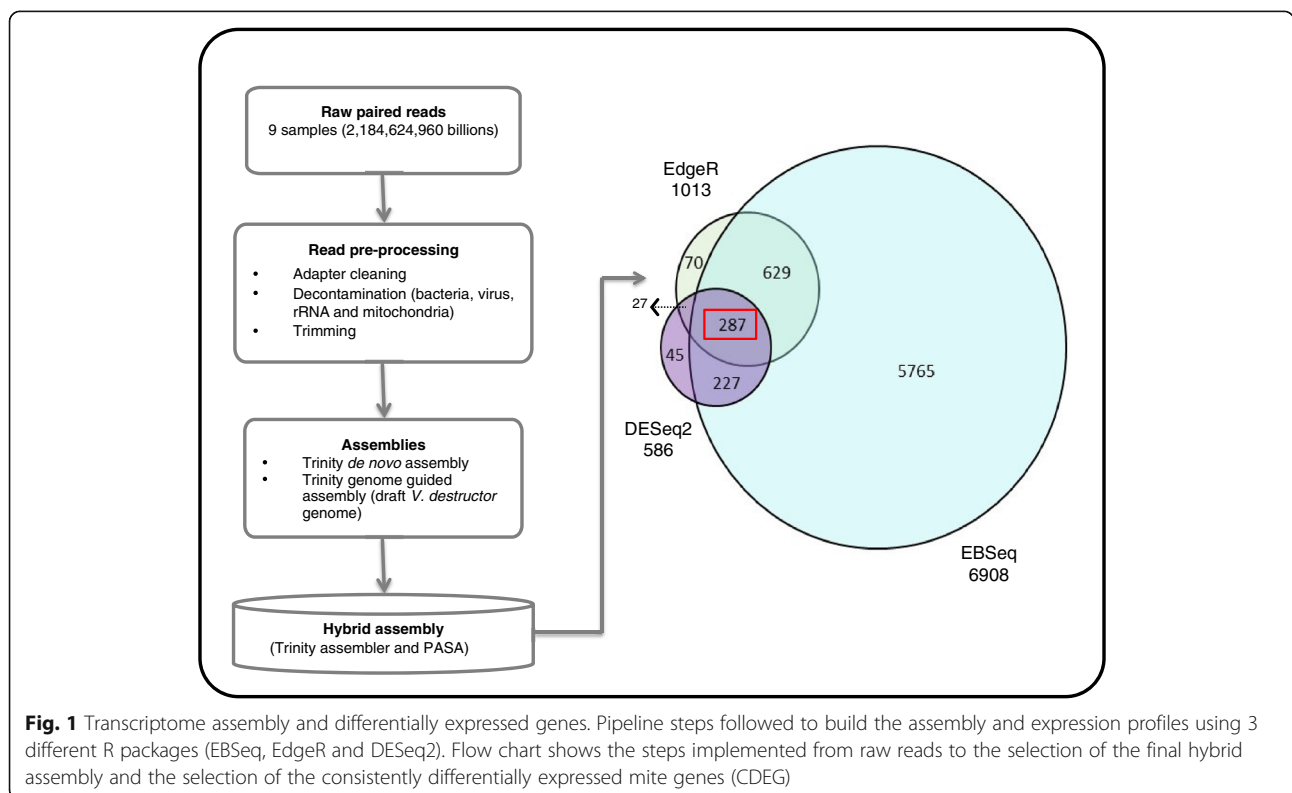 Raw paired reads
9 samples (2,184,624,960 billions)
Read pre-processing
• Adapter cleaning
• Decontamination (bacteria, virus,
rRNA and mitochondria)
• Trimming
Assemblies
• Trinity de novo assembly
• Trinity genome guided
assembly (draft V. destructor
genome)
Hybrid assembly
(Trinity assembler and PASA)
EdgeR
1013
70
629
27
287
45
227
5765
DESeq2
586
EBSeq
6908
Fig. 1 Transcriptome assembly and differentially expressed genes. Pipeline steps followed to build the assembly and expression profiles using 3
different R packages (EBSeq, EdgeR and DESeq2). Flow chart shows the steps implemented from raw reads to the selection of the final hybrid
assembly and the selection of the consistently differentially expressed mite genes (CDEG)